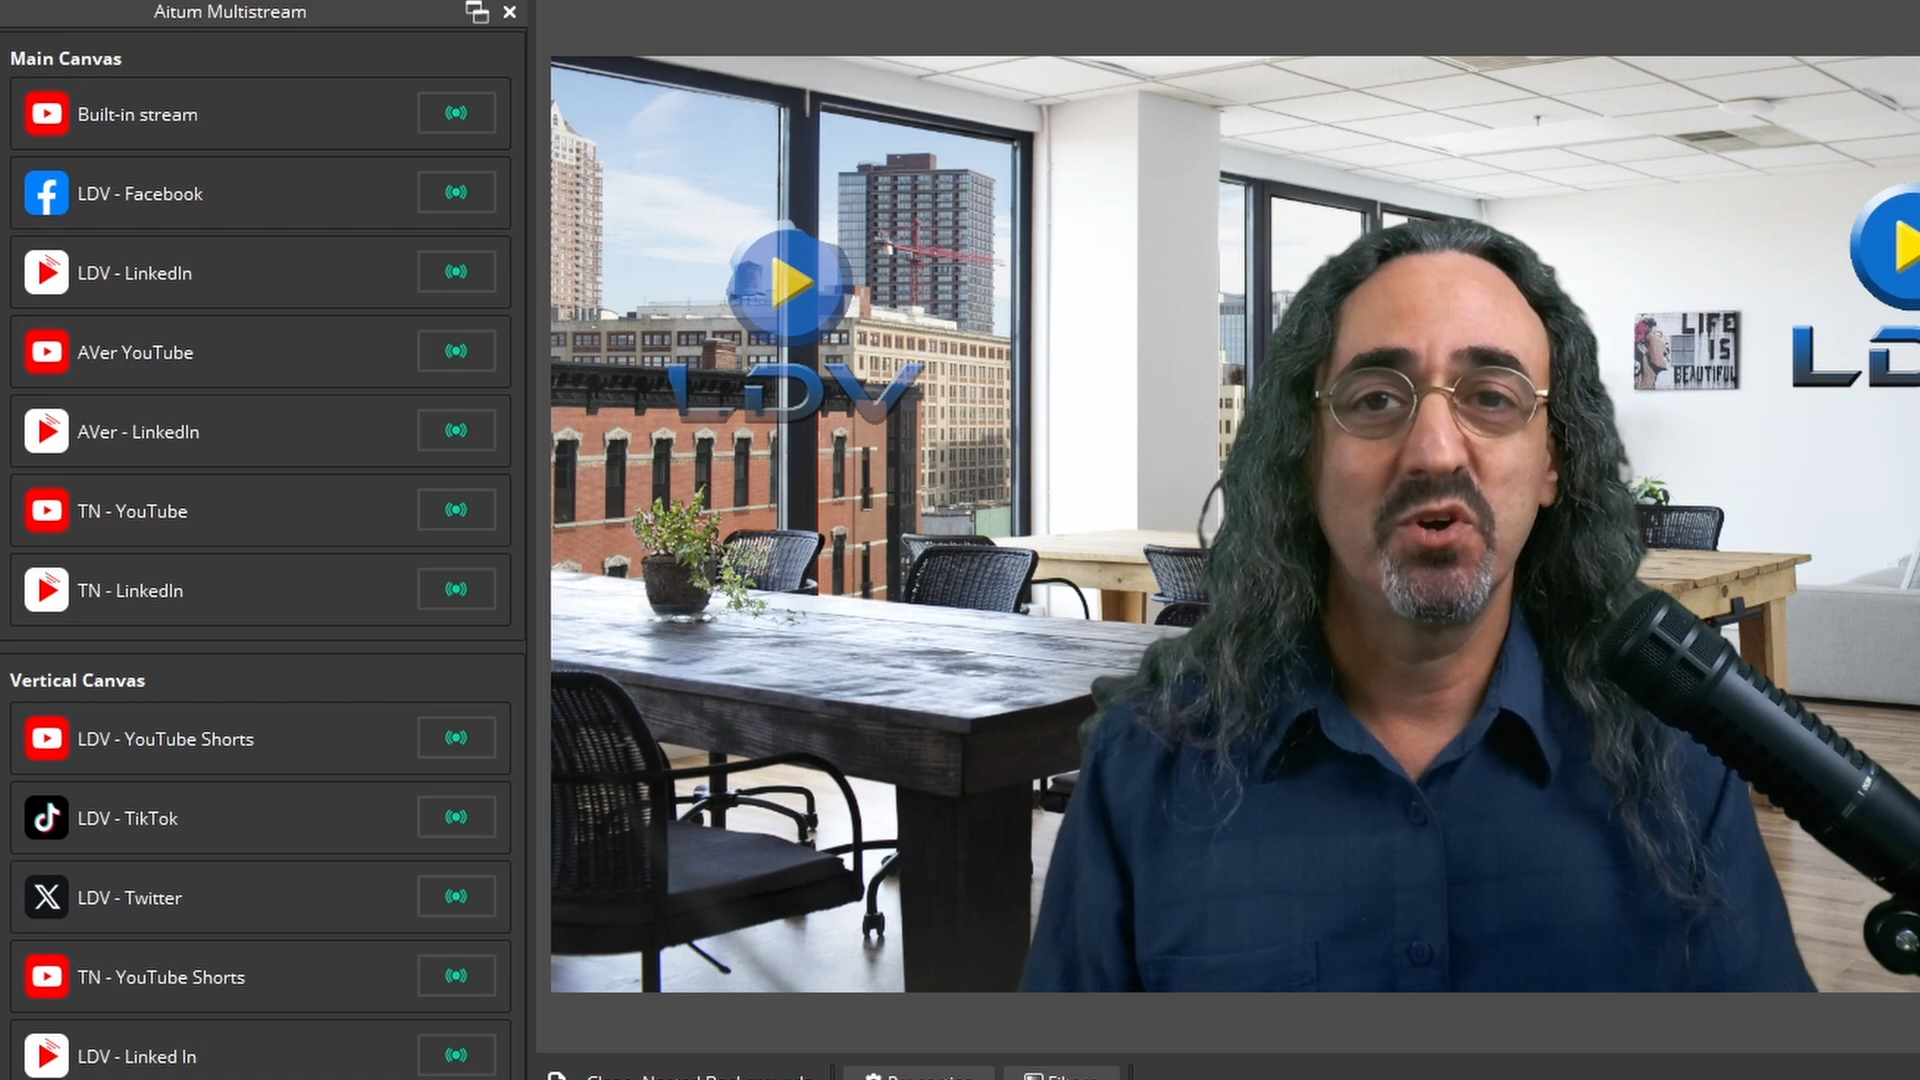 Aitum Multistream
Main Canvas
Built-in stream
LDV - Facebook
LDV - LinkedIn
AVer YouTube
AVer - LinkedIn
TN - YouTube
TN - LinkedIn
Vertical Canvas
LDV - YouTube Shorts
LDV - TikTok
LDV - Twitter
TN - YouTube Shorts
LDV - Linked In
LDV
LIFE
IS
BEAUTIFUL